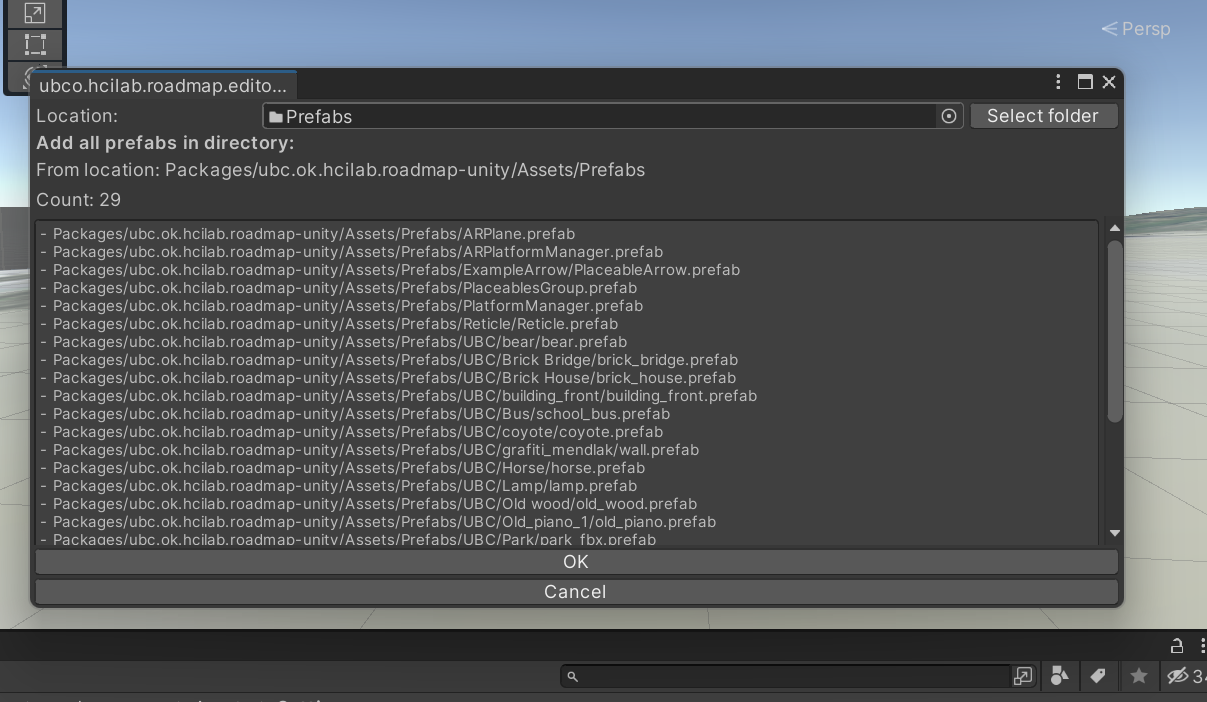 Persp
ubco.hcilab.roadmap.edito...
Location:
Prefabs
Select folder
Add all prefabs in directory:
From location: Packages/ubc.ok.hcilab.roadmap-unity/Assets/Prefabs
Count: 29
- Packages/ubc.ok.hcilab.roadmap-unity/Assets/Prefabs/ARPlane.prefab
- Packages/ubc.ok.hcilab.roadmap-unity/Assets/Prefabs/ARPlatformManager.prefab
- Packages/ubc.ok.hcilab.roadmap-unity/Assets/Prefabs/ExampleArrow/PlaceableArrow.prefab
- Packages/ubc.ok.hcilab.roadmap-unity/Assets/Prefabs/PlaceablesGroup.prefab
- Packages/ubc.ok.hcilab.roadmap-unity/Assets/Prefabs/PlatformManager.prefab
- Packages/ubc.ok.hcilab.roadmap-unity/Assets/Prefabs/Reticle/Reticle.prefab
- Packages/ubc.ok.hcilab.roadmap-unity/Assets/Prefabs/UBC/bear/bear.prefab
- Packages/ubc.ok.hcilab.roadmap-unity/Assets/Prefabs/UBC/Brick Bridge/brick_bridge.prefab
- Packages/ubc.ok.hcilab.roadmap-unity/Assets/Prefabs/UBC/Brick House/brick_house.prefab
- Packages/ubc.ok.hcilab.roadmap-unity/Assets/Prefabs/UBC/building_front/building_front.prefab
- Packages/ubc.ok.hcilab.roadmap-unity/Assets/Prefabs/UBC/Bus/school_bus.prefab
- Packages/ubc.ok.hcilab.roadmap-unity/Assets/Prefabs/UBC/coyote/coyote.prefab
- Packages/ubc.ok.hcilab.roadmap-unity/Assets/Prefabs/UBC/grafiti_mendlak/wall.prefab
- Packages/ubc.ok.hcilab.roadmap-unity/Assets/Prefabs/UBC/Horse/horse.prefab
- Packages/ubc.ok.hcilab.roadmap-unity/Assets/Prefabs/UBC/Lamp/lamp.prefab
- Packages/ubc.ok.hcilab.roadmap-unity/Assets/Prefabs/UBC/Old wood/old_wood.prefab
- Packages/ubc.ok.hcilab.roadmap-unity/Assets/Prefabs/UBC/Old_piano_1/old_piano.prefab
- Packages/ubc.ok.hcilab.roadmap-unity/Assets/Prefabs/UBC/Park/park_fbx.prefab
OK
Cancel